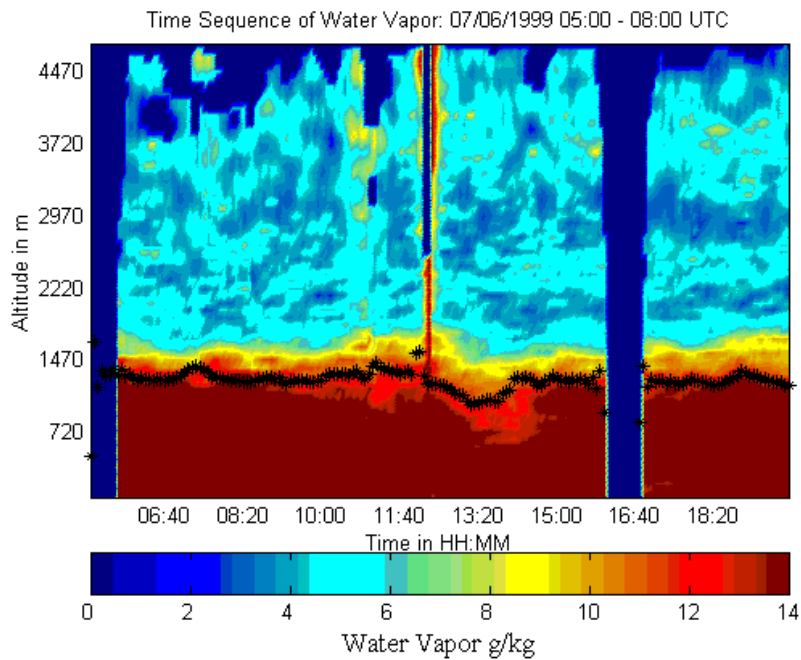 Time Sequence of Water Vapor: 07/06/1999 05:00 - 08:00 UTC
Altitude in m
4470
3720
2970
2220
1470
720
06:40 08:20 10:00 11:40 13:20 15:00 16:40 18:20
Time in HH:MM
0 2 4 6 8 10 12 14
Water Vapor g/kg